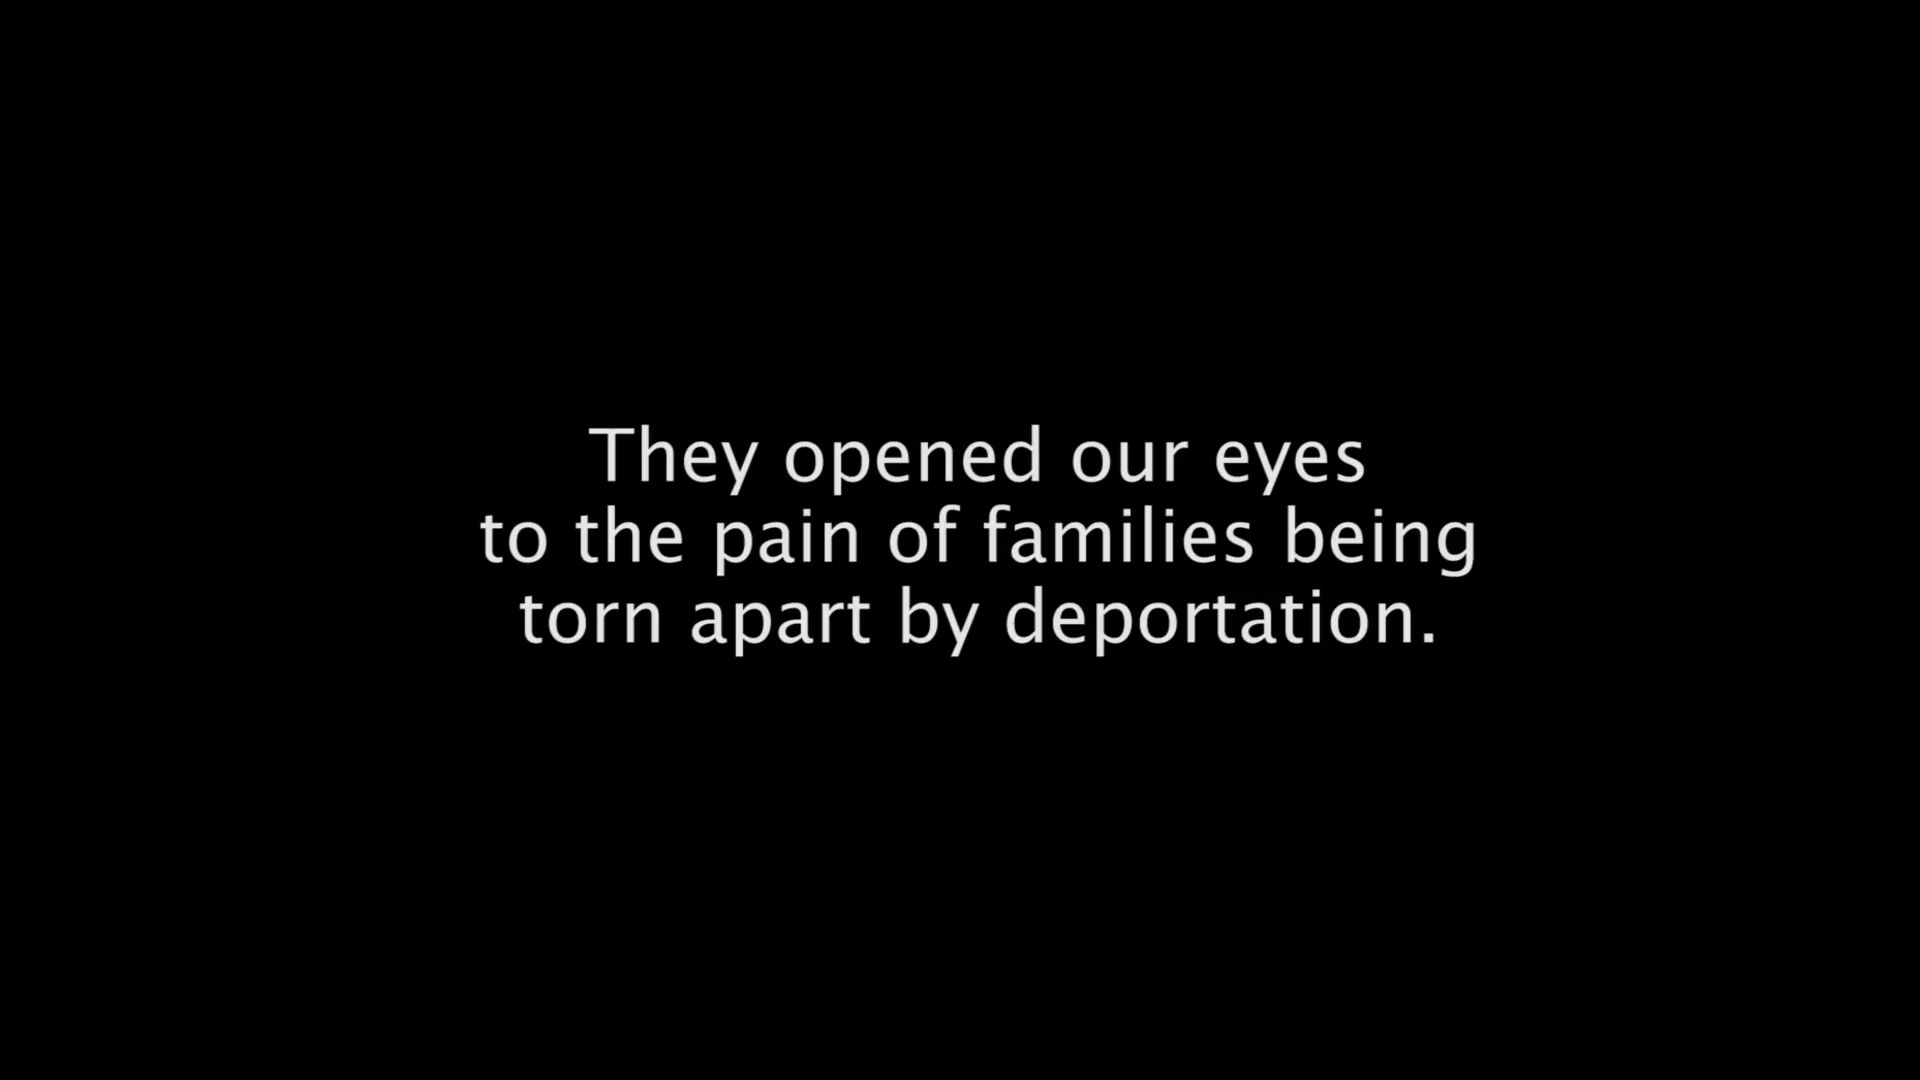 They opened our eyes
to the pain of families being
torn apart by deportation.